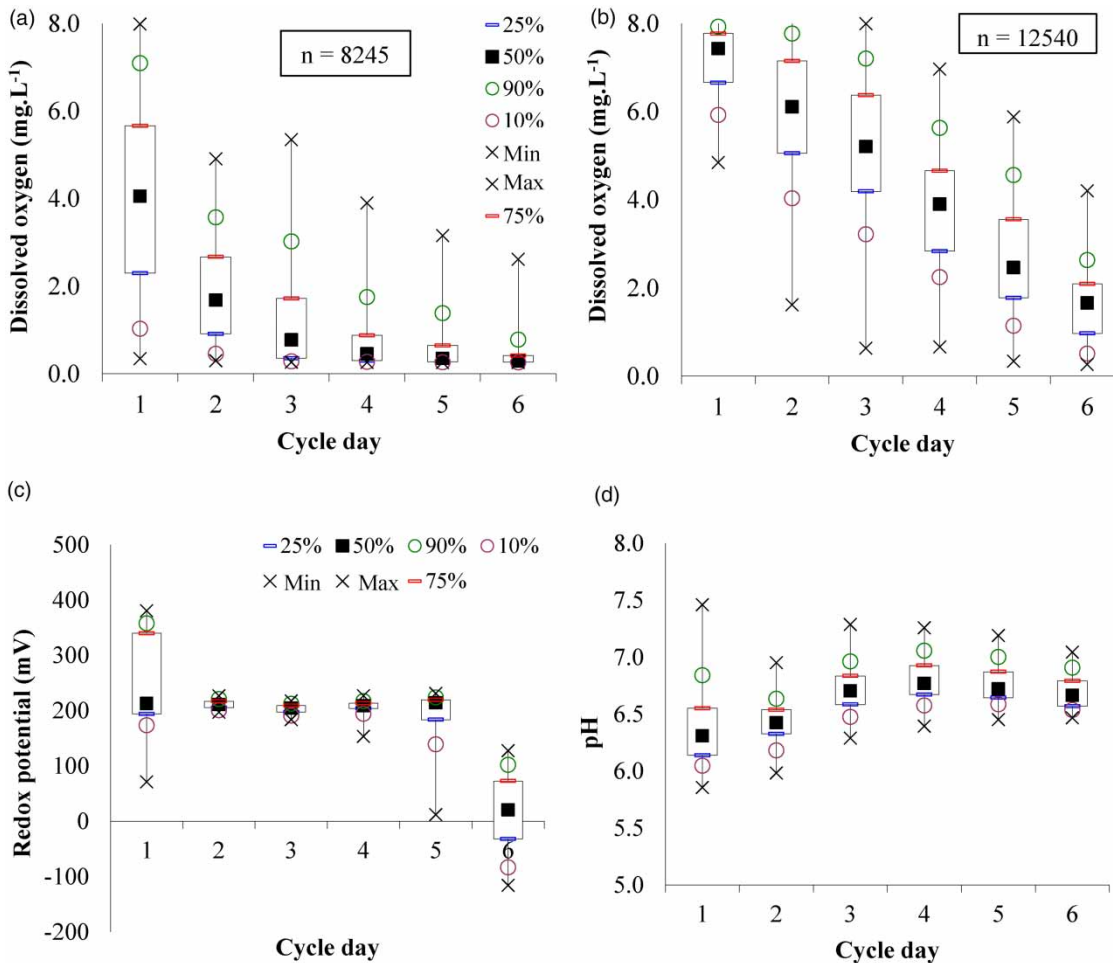 (a)
8.0
6.0
4.0
2.0
0.0
Dissolved oxygen (mg.L-1)
n = 8245
25%
50%
90%
10%
Min
Max
75%
1 2 3 4 5 6
Cycle day
(b)
8.0
6.0
4.0
2.0
0.0
Dissolved oxygen (mg.L-1)
n = 12540
1 2 3 4 5 6
Cycle day
(c)
500
400
300
200
100
0
-100
-200
Redox potential (mV)
25% 50% 90% 10%
Min Max 75%
1 2 3 4 5 6
Cycle day
(d)
8.0
7.5
7.0
6.5
6.0
5.5
5.0
pH
1 2 3 4 5 6
Cycle day